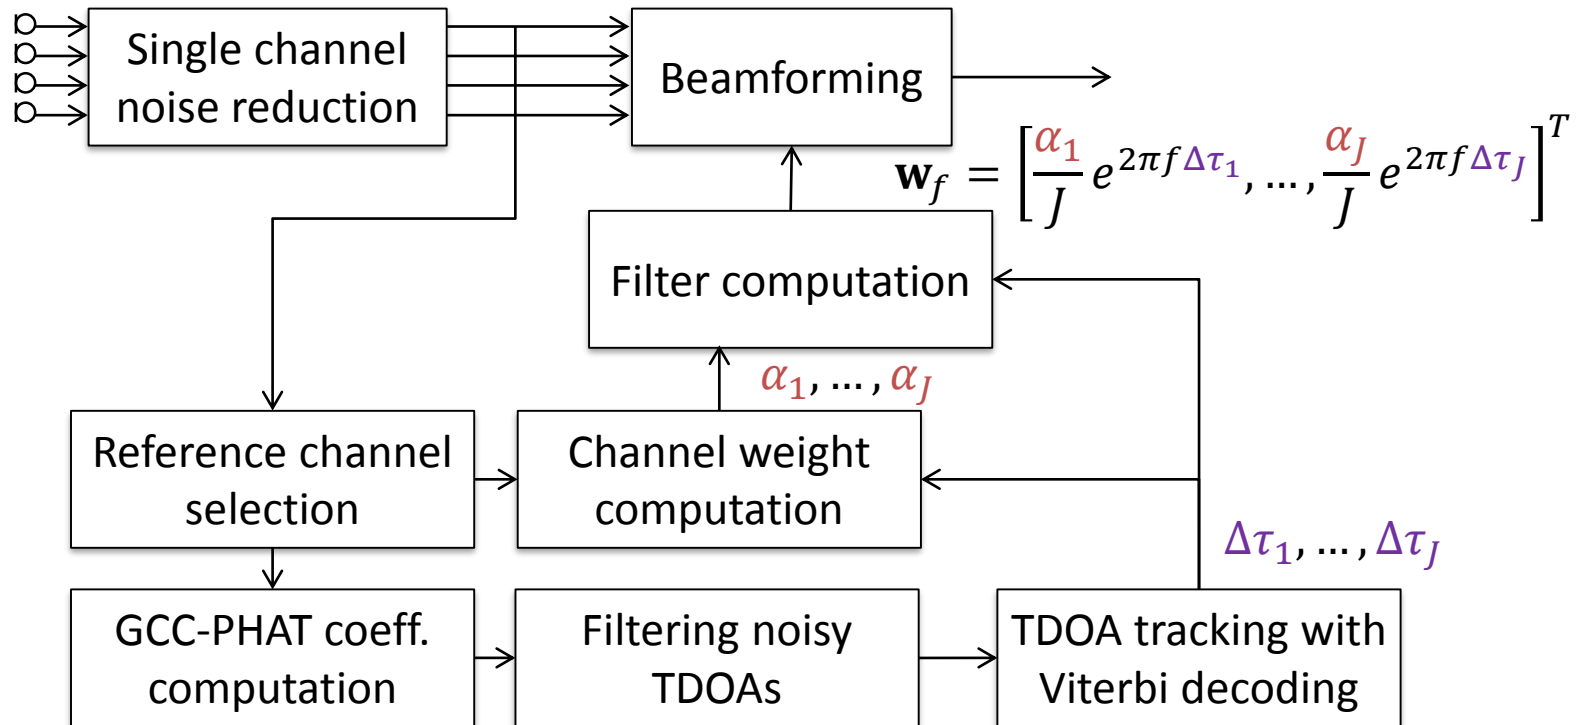 Single channel
noise reduction
Beamforming
𝐰_f = [α_1/J e^{2πfΔτ_1}, … , α_J/J e^{2πfΔτ_J}]^T
Filter computation
α_1, … , α_J
Reference channel
selection
Channel weight
computation
Δτ_1, … , Δτ_J
GCC-PHAT coeff.
computation
Filtering noisy
TDOAs
TDOA tracking with
Viterbi decoding